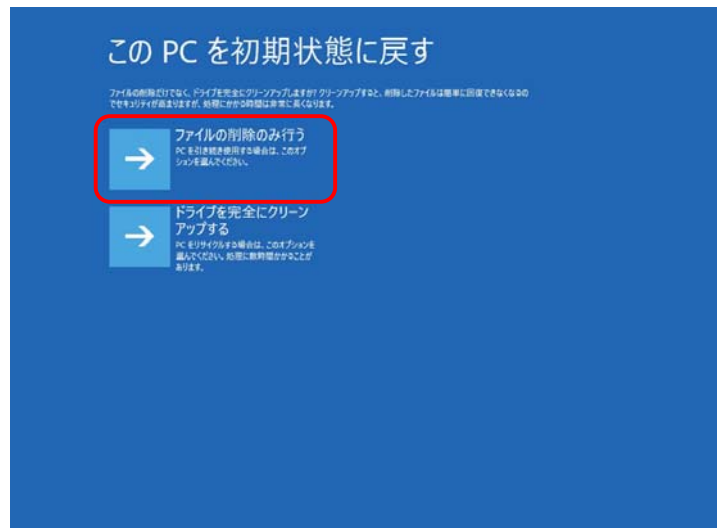 この PC を初期状態に戻す
ファイルの削除だけでなく、ドライブを完全にクリーンアップしますか? クリーンアップすると、削除したファイルは簡単に回復できなくなるの
でセキュリティが高まりますが、処理にかかる時間は非常に長くなります。
ファイルの削除のみ行う
PC を引き続き使用する場合は、このオプ
ションを選んでください。
ドライブを完全にクリーン
アップする
PC をリサイクルする場合は、このオプションを
選んでください。処理に数時間かかることが
あります。